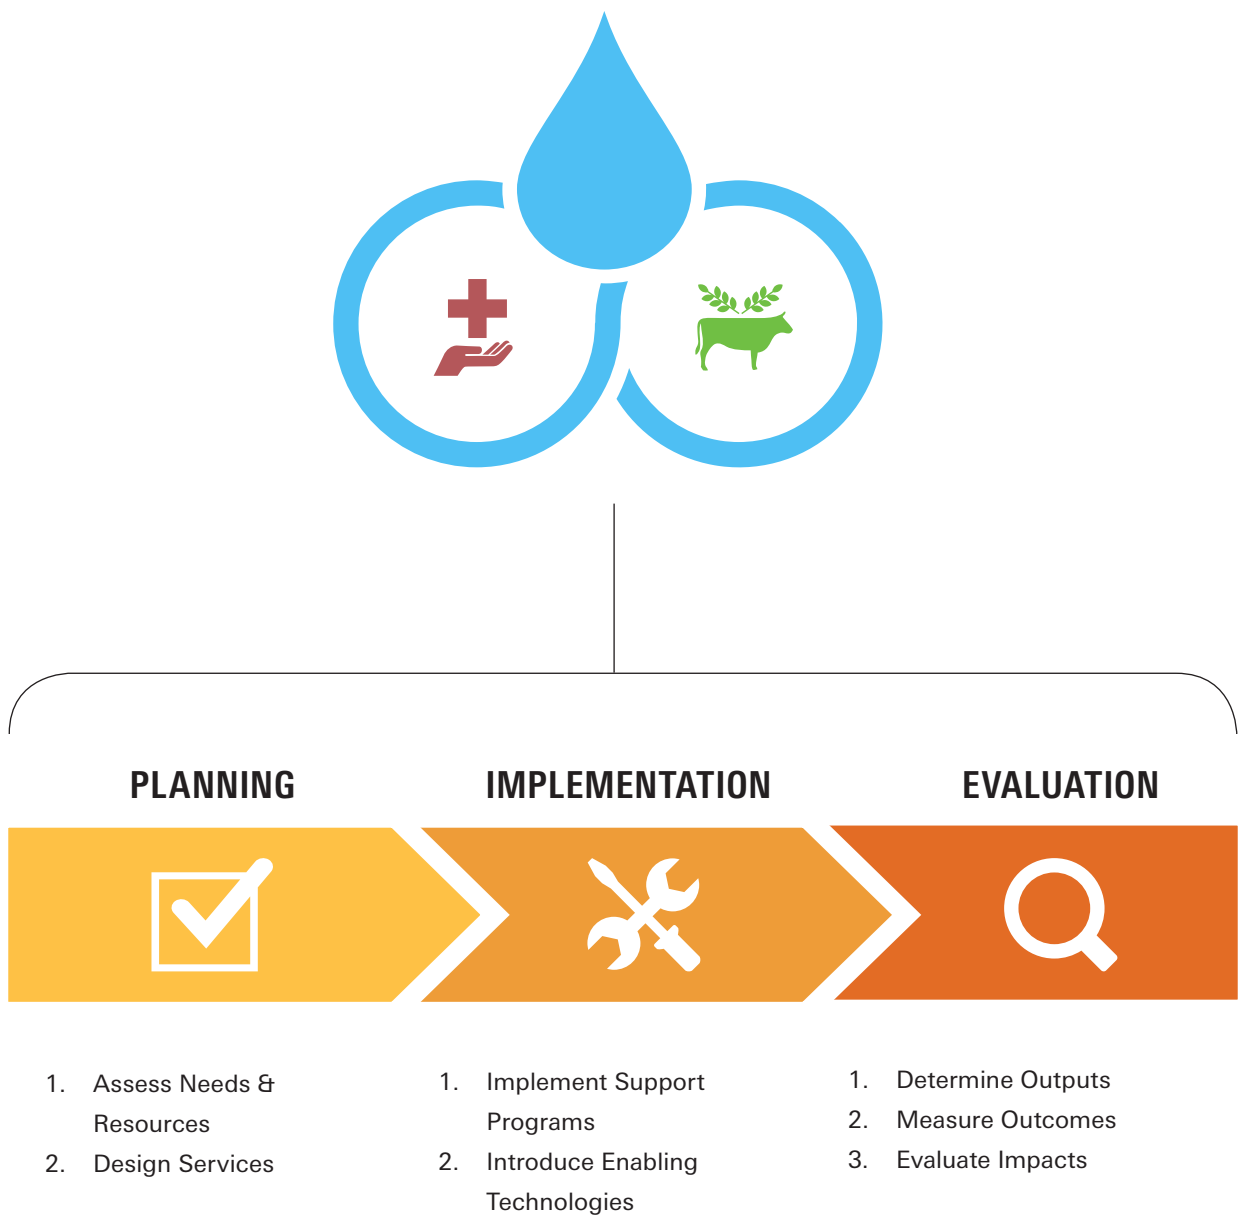 PLANNING
IMPLEMENTATION
EVALUATION
1. Assess Needs &
Resources
2. Design Services
1. Implement Support
Programs
2. Introduce Enabling
Technologies
1. Determine Outputs
2. Measure Outcomes
3. Evaluate Impacts